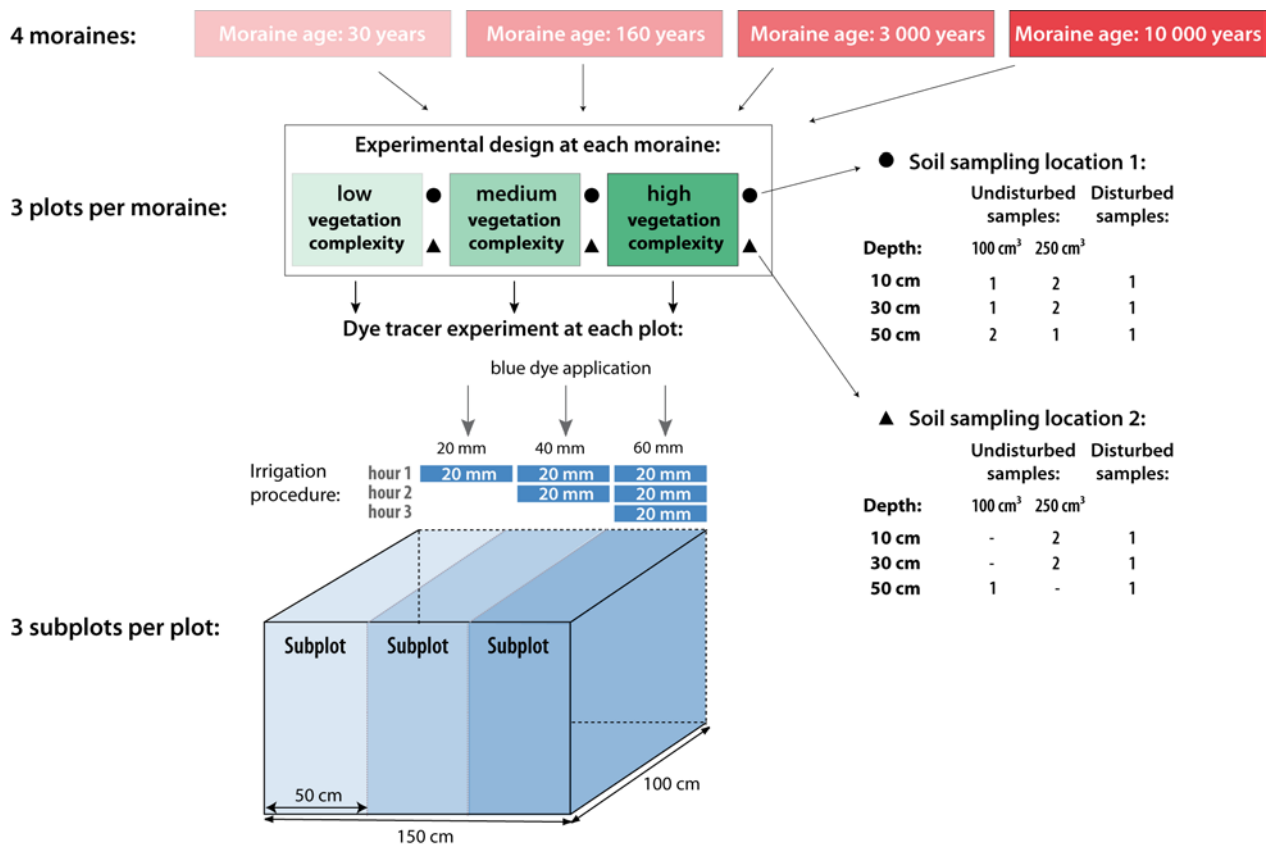 4 moraines:
Moraine age: 30 years
Moraine age: 160 years
Moraine age: 3 000 years
Moraine age: 10 000 years
Experimental design at each moraine:
3 plots per moraine:
low
vegetation
complexity
medium
vegetation
complexity
high
vegetation
complexity
Soil sampling location 1:
Undisturbed Disturbed
samples: samples:
Depth: 100 cm³ 250 cm³
10 cm 1 2 1
30 cm 1 2 1
50 cm 2 1 1
Dye tracer experiment at each plot:
blue dye application
20 mm 40 mm 60 mm
Irrigation
procedure:
hour 1 20 mm 20 mm 20 mm
hour 2 20 mm 20 mm
hour 3 20 mm
Soil sampling location 2:
Undisturbed Disturbed
samples: samples:
Depth: 100 cm³ 250 cm³
10 cm - 2 1
30 cm - 2 1
50 cm 1 - 1
3 subplots per plot:
Subplot Subplot Subplot
50 cm
100 cm
150 cm